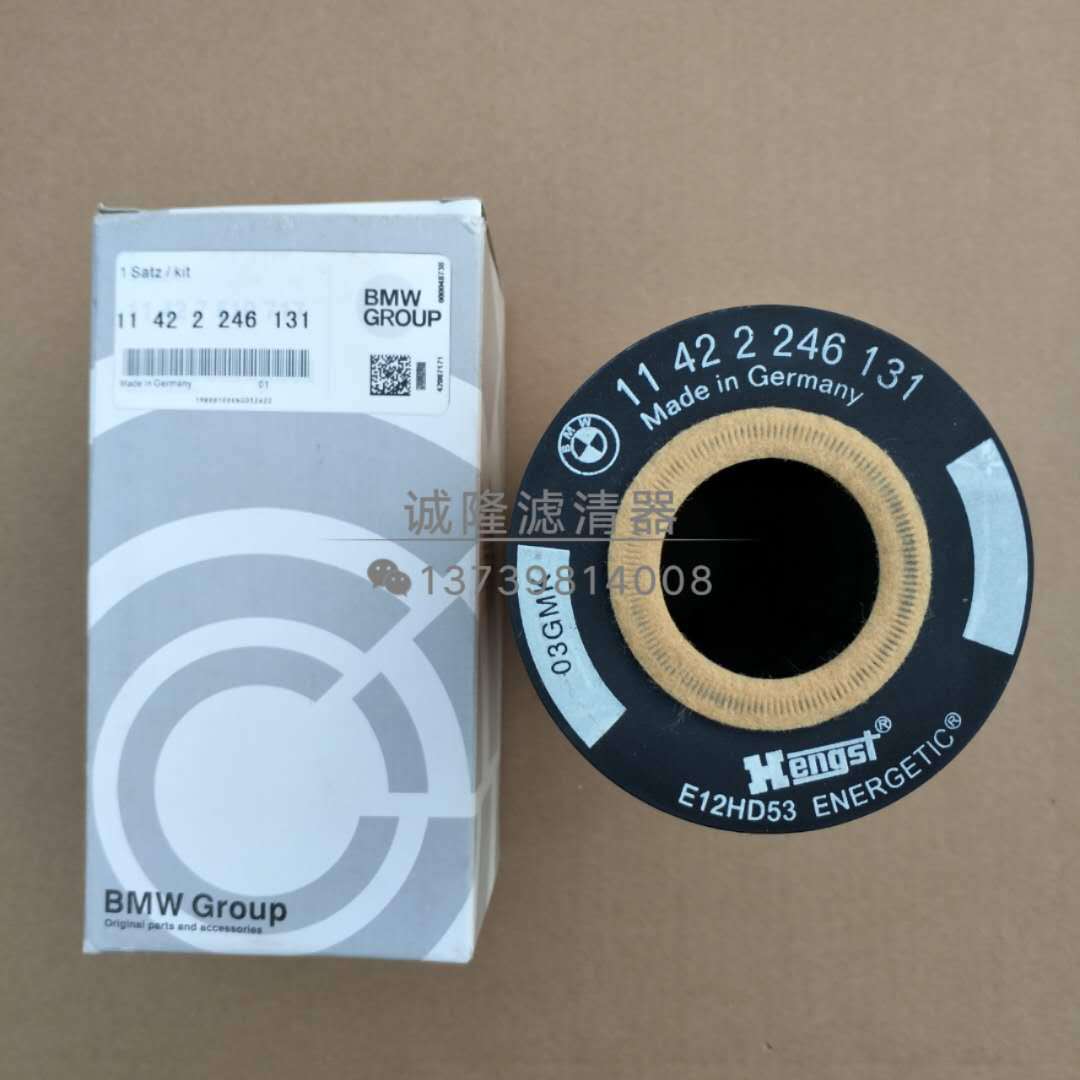 1 Satz / kit
11 42 2 246 131
BMW
GROUP
Made in Germany 01
BMW Group
Original parts and accessories
11 42 2 246 131
Made in Germany
BMW
Hengst®
E12HD53 ENERGETIC®
诚隆滤清器
13739814008